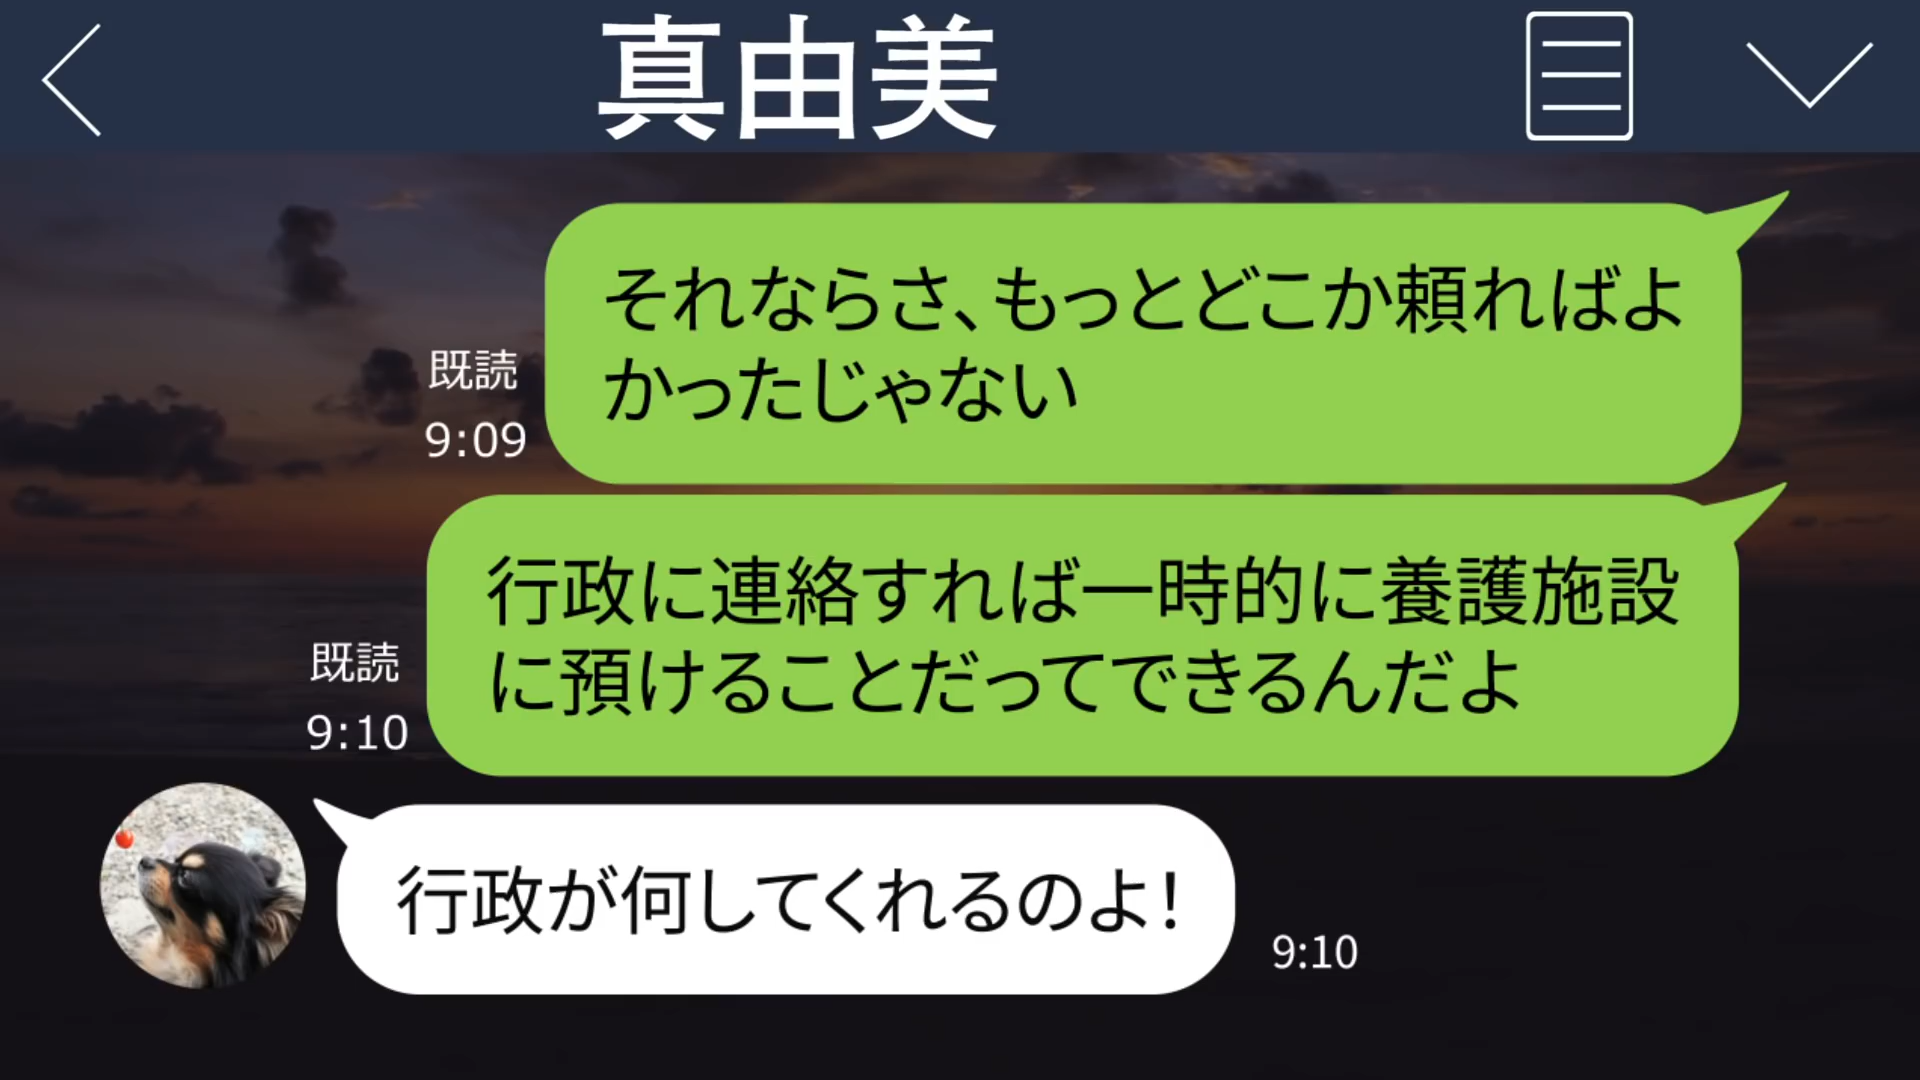 真由美
それならさ、もっとどこか頼ればよ
かったじゃない
既読
9:09
行政に連絡すれば一時的に養護施設
に預けることだってできるんだよ
既読
9:10
行政が何してくれるのよ！
9:10